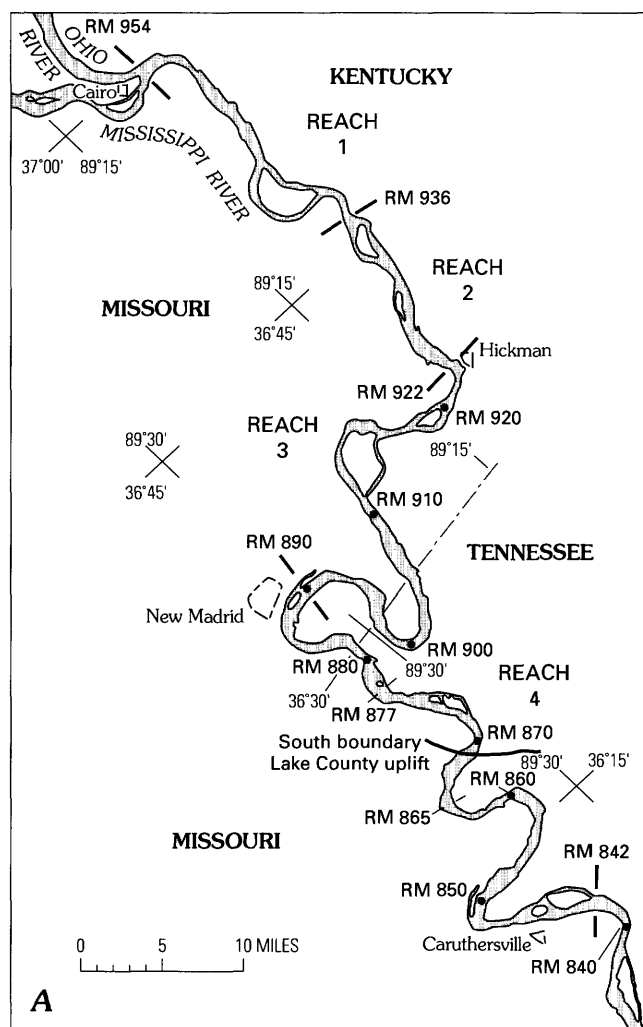 RM 954
OHIO
RIVER
Cairo
KENTUCKY
REACH
1
MISSISSIPPI RIVER
37°00' 89°15'
RM 936
REACH
2
89°15'
36°45'
MISSOURI
Hickman
RM 922
RM 920
REACH
3
89°15'
89°30'
36°45'
RM 910
TENNESSEE
RM 890
New Madrid
RM 900
RM 880
89°30'
36°30'
RM 877
REACH
4
RM 870
South boundary
Lake County uplift
89°30' 36°15'
RM 860
RM 865
MISSOURI
RM 842
RM 850
Caruthersville
RM 840
0 5 10 MILES
A